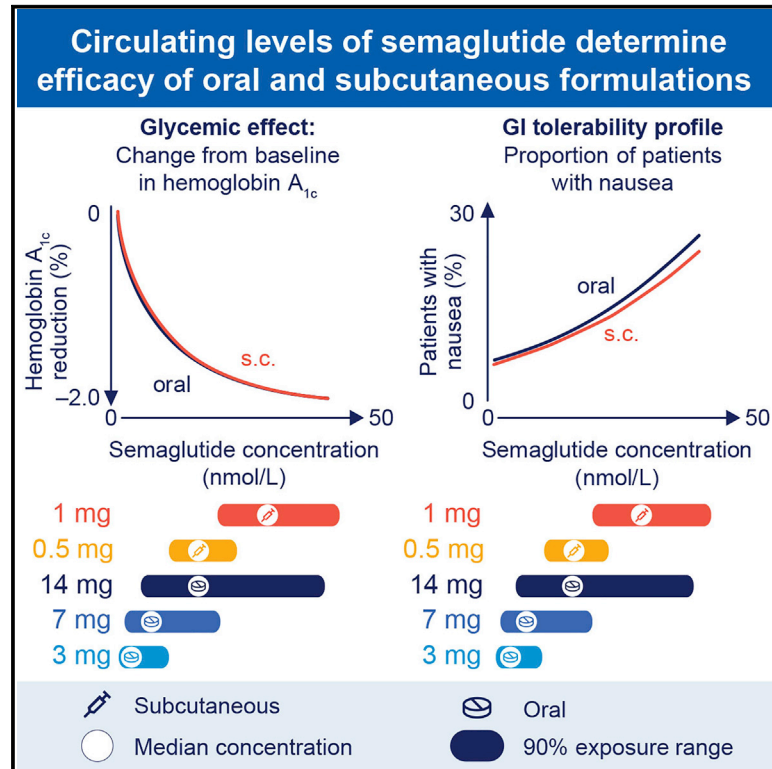 Circulating levels of semaglutide determine
efficacy of oral and subcutaneous formulations
Glycemic effect:
Change from baseline
in hemoglobin A1c
0
Hemoglobin A1c
reduction (%)
–2.0
s.c.
oral
0
50
Semaglutide concentration
(nmol/L)
1 mg
0.5 mg
14 mg
7 mg
3 mg
GI tolerability profile
Proportion of patients
with nausea
30
Patients with
nausea (%)
0
oral
s.c.
0
50
Semaglutide concentration
(nmol/L)
1 mg
0.5 mg
14 mg
7 mg
3 mg
Subcutaneous
Oral
Median concentration
90% exposure range